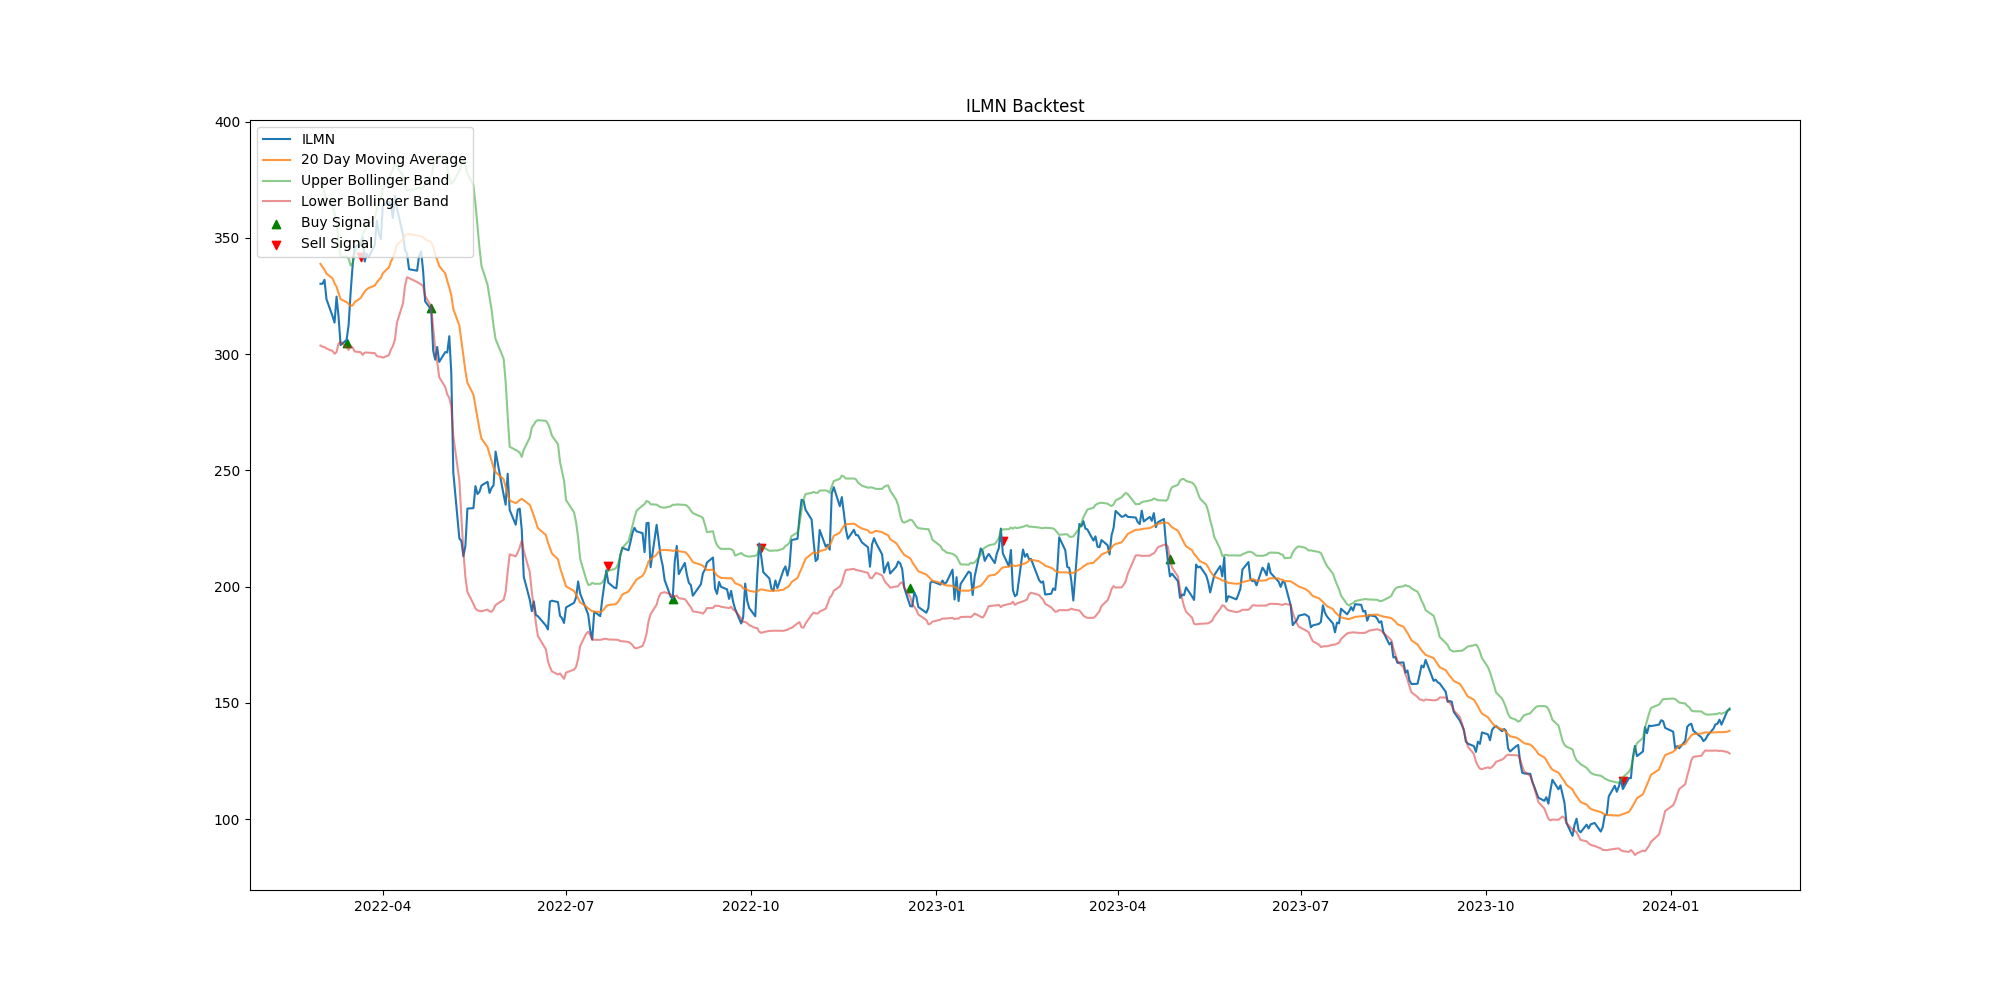 ILMN Backtest
400
350
300
250
200
150
100
ILMN
20 Day Moving Average
Upper Bollinger Band
Lower Bollinger Band
Buy Signal
Sell Signal
2022-04 2022-07 2022-10 2023-01 2023-04 2023-07 2023-10 2024-01